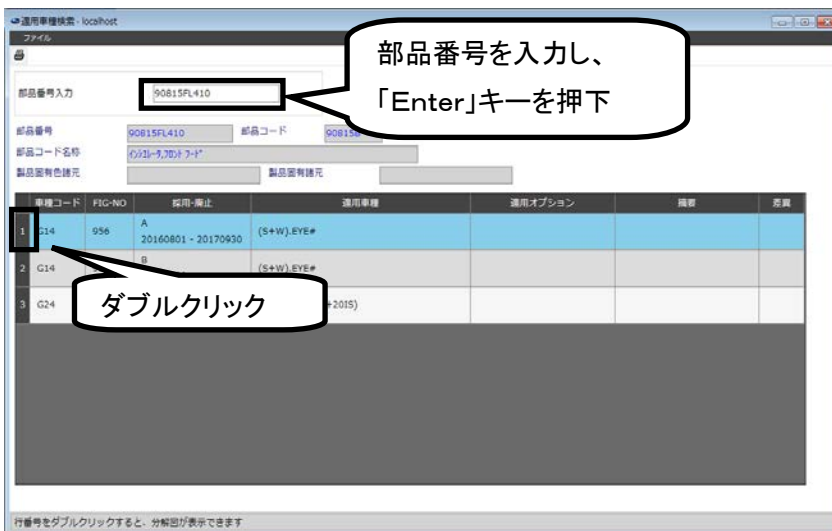 適用車種検索 - localhost
ファイル
部品番号を入力し、
「Enter」キーを押下
部品番号入力 90815FL410
部品番号 90815FL410 部品コード 90815B
部品コード名称 インシユレータ,フロント フード
製品固有色諸元 製品固有諸元
車種コード FIG-NO 採用-廃止 適用車種 適用オプション 摘要 差異
1 G14 956 A 20160801 - 20170930 (S+W).EYE#
2 G14 B (S+W).EYE#
3 G24 +20IS)
ダブルクリック
行番号をダブルクリックすると、分解図が表示できます